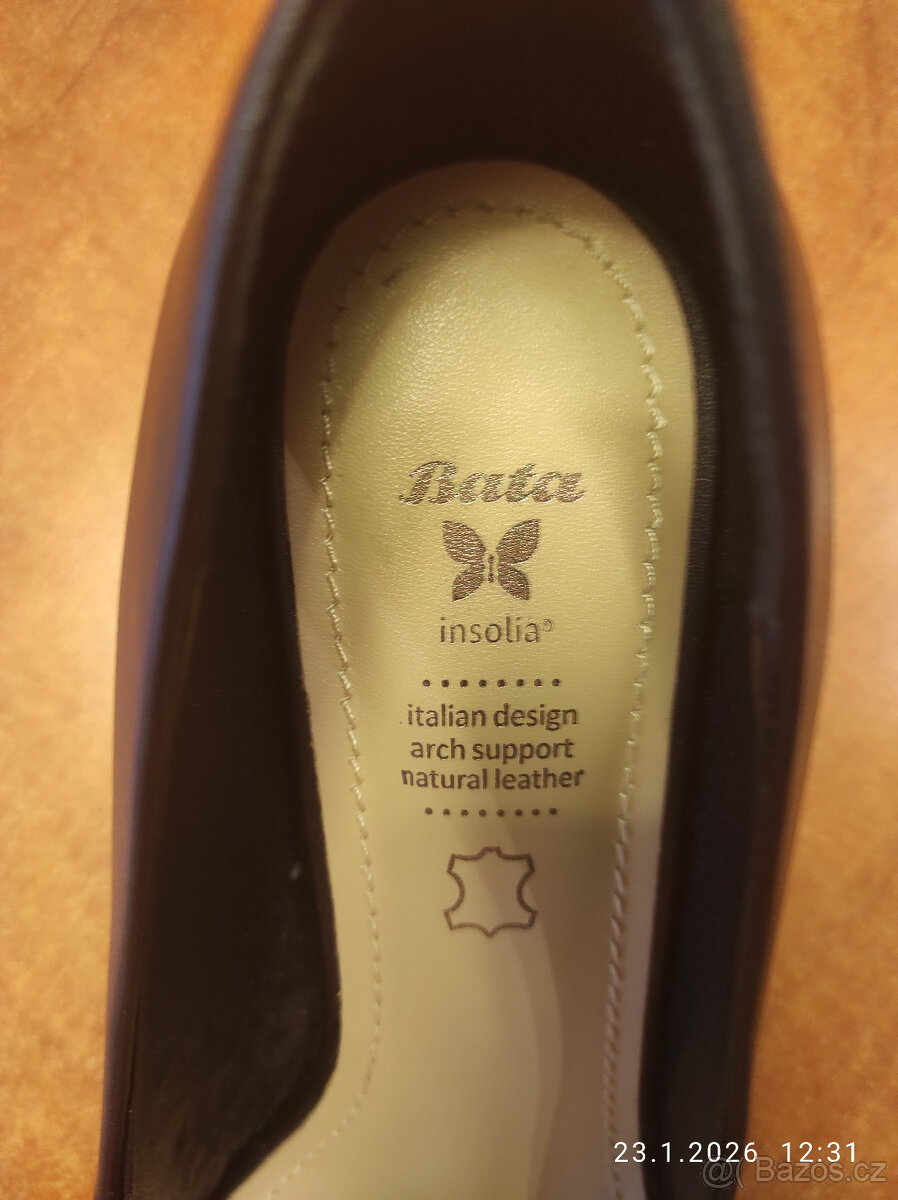 Bata
insolia®
italian design
arch support
natural leather
23.1.2026 12:31
@Bazos.cz